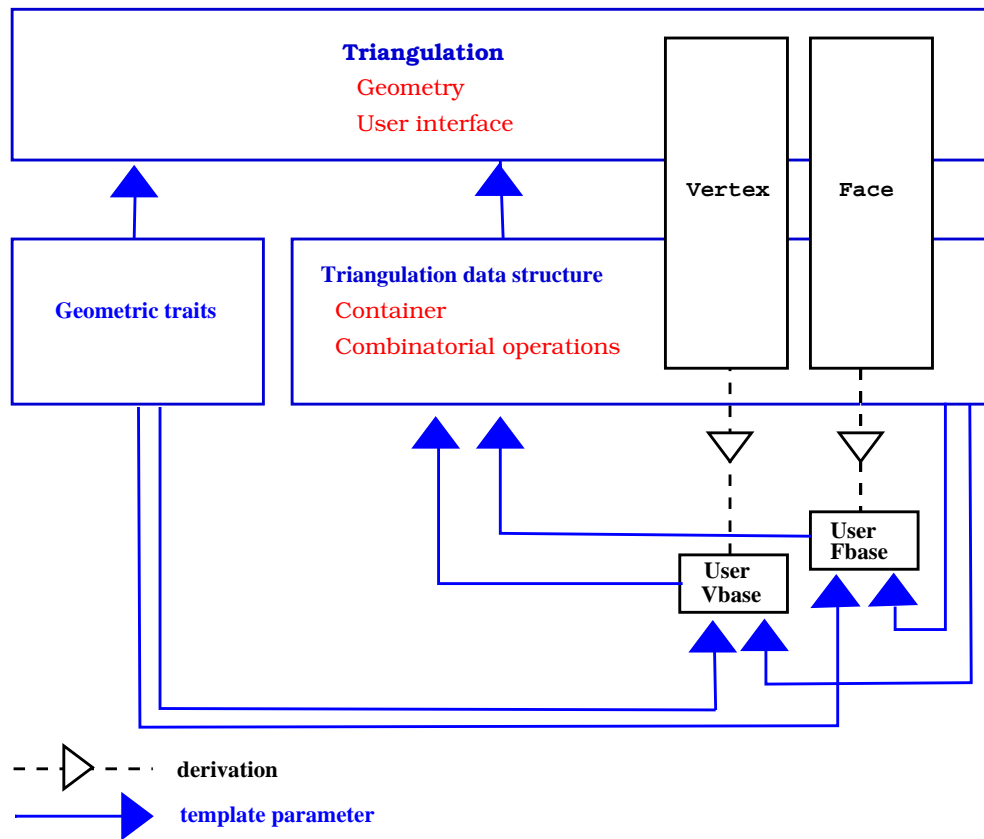 Triangulation
Geometry
User interface
Vertex
Face
Geometric traits
Triangulation data structure
Container
Combinatorial operations
User
Fbase
User
Vbase
derivation
template parameter